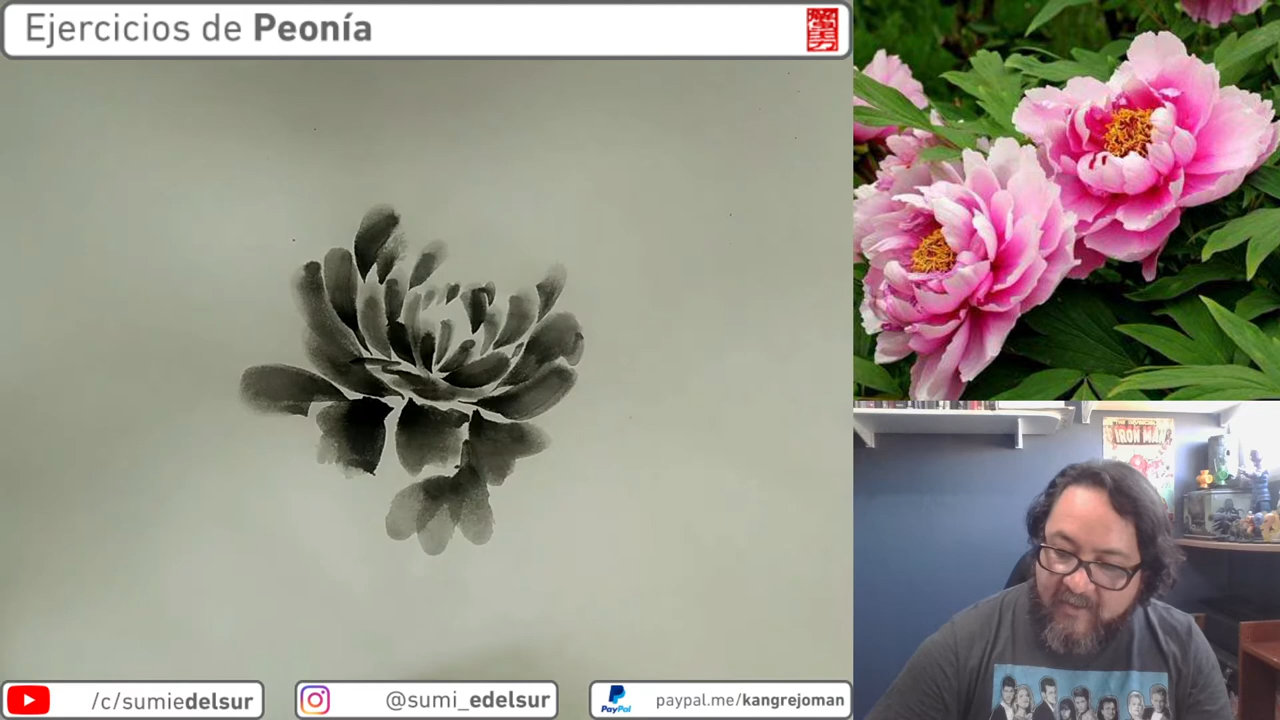 Ejercicios de Peonía
IRON MAN
/c/sumiedelsur
@sumi_edelsur
PayPal
paypal.me/kangrejoman